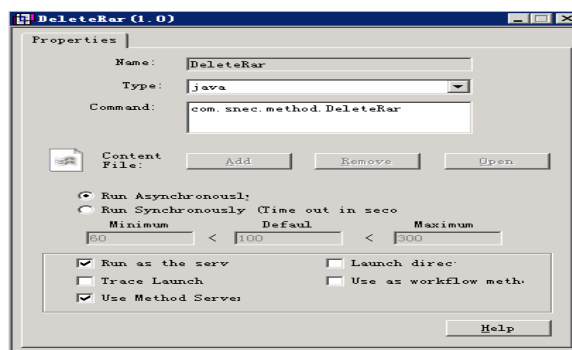 DeleteRar (1.0)
Properties
Name: DeleteRar
Type: java
Command: com.snec.method.DeleteRar
Content File: Add Remove Open
Run Asynchronousl
Run Synchronously (Time out in seco
Minimum Defaul Maximum
60 < 100 < 300
Run as the serv Launch direc
Trace Launch Use as workflow meth
Use Method Server
Help